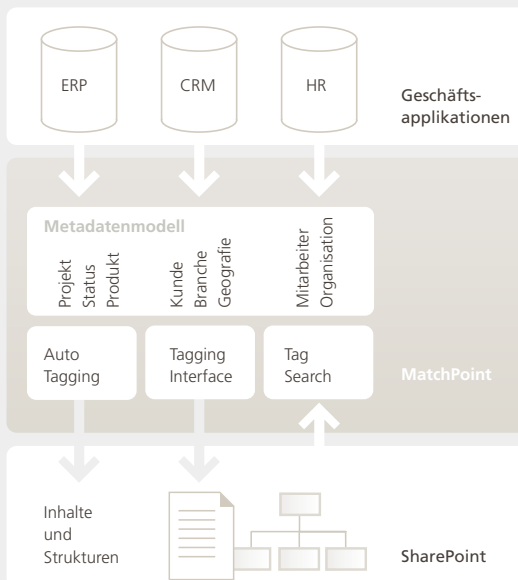 ERP
CRM
HR
Geschäfts-
applikationen
Metadatenmodell
Projekt
Status
Produkt
Kunde
Branche
Geografie
Mitarbeiter
Organisation
Auto
Tagging
Tagging
Interface
Tag
Search
MatchPoint
Inhalte
und
Strukturen
SharePoint